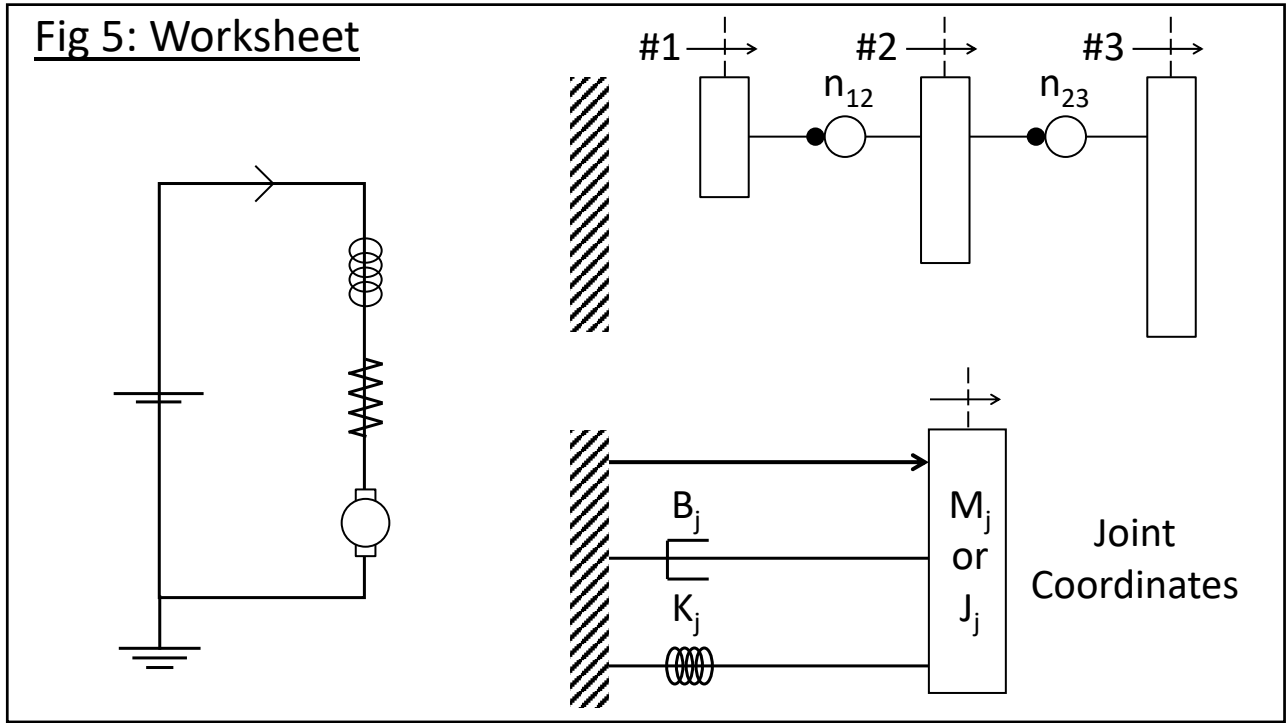 Fig 5: Worksheet
#1 #2 #3
n₁₂ n₂₃
Bⱼ
Kⱼ
Mⱼ
or
Jⱼ
Joint
Coordinates